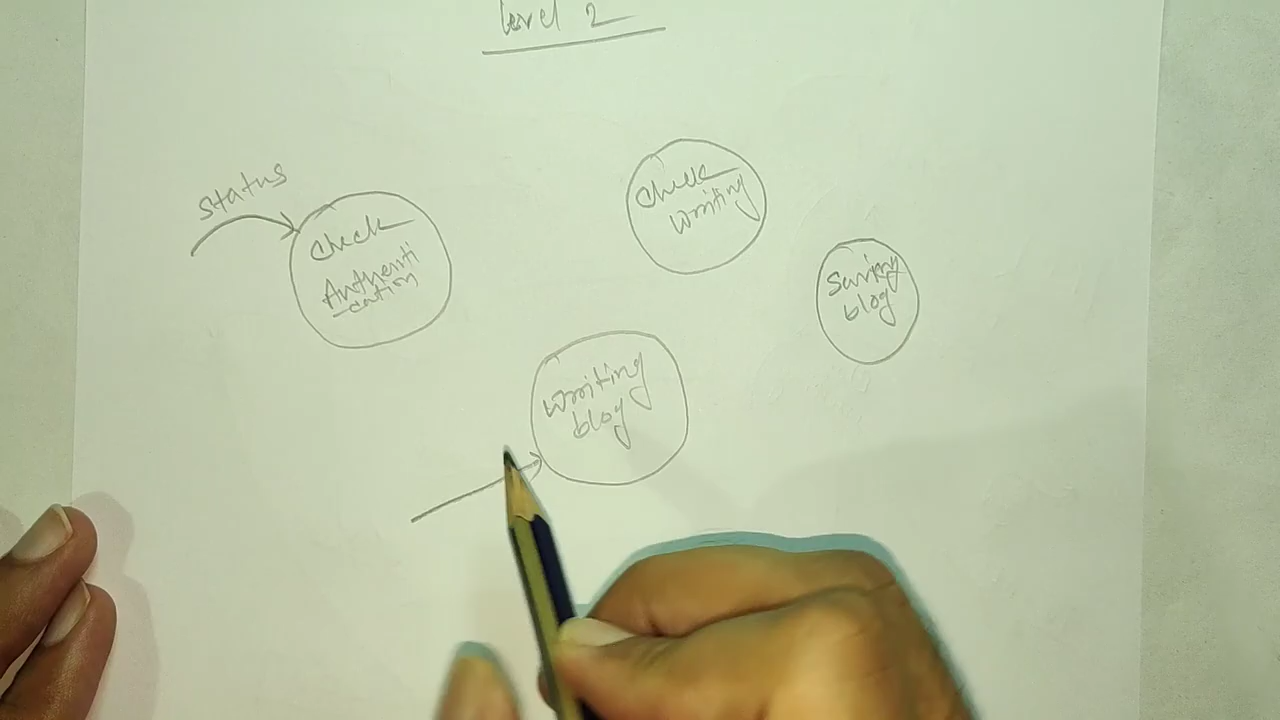 Level 2
status
Check
Authenti
cation
Check
writing
Saving
blog
Writing
blog